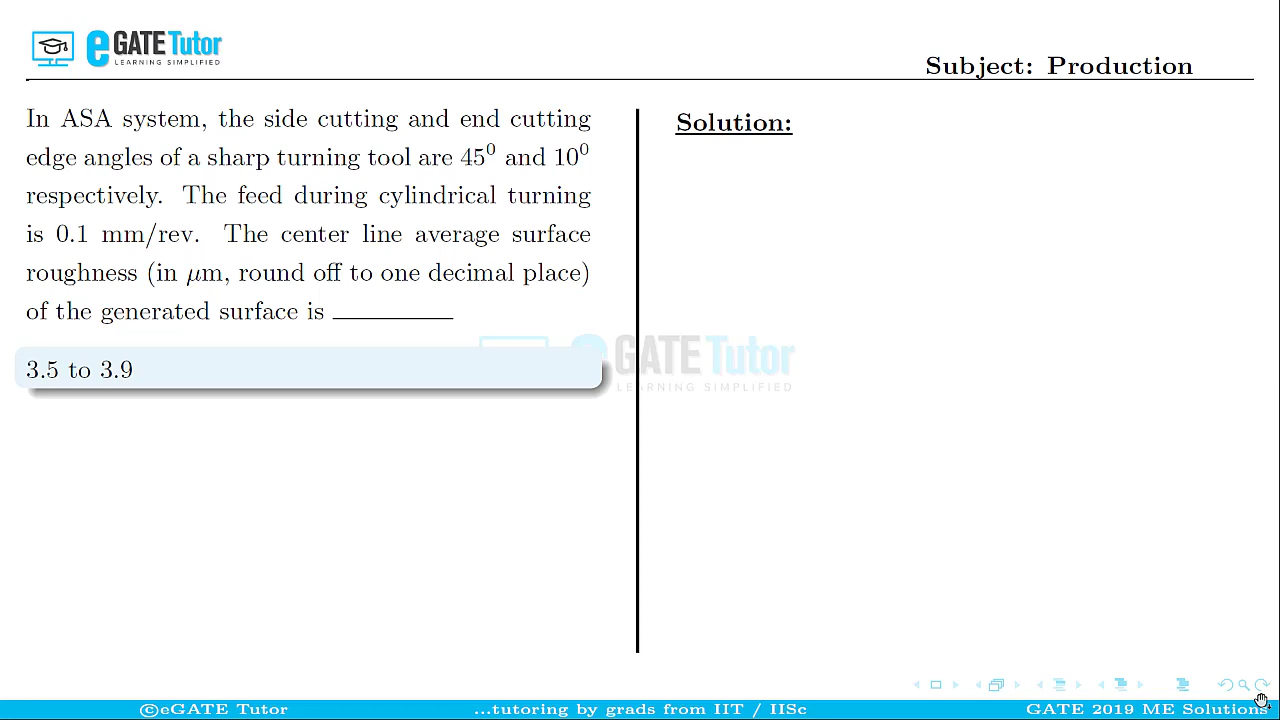 eGATE Tutor
LEARNING SIMPLIFIED
Subject: Production
In ASA system, the side cutting and end cutting
edge angles of a sharp turning tool are 45⁰ and 10⁰
respectively. The feed during cylindrical turning
is 0.1 mm/rev. The center line average surface
roughness (in μm, round off to one decimal place)
of the generated surface is ________
3.5 to 3.9
Solution:
eGATE Tutor
LEARNING SIMPLIFIED
©eGATE Tutor
...tutoring by grads from IIT / IISc
GATE 2019 ME Solutions